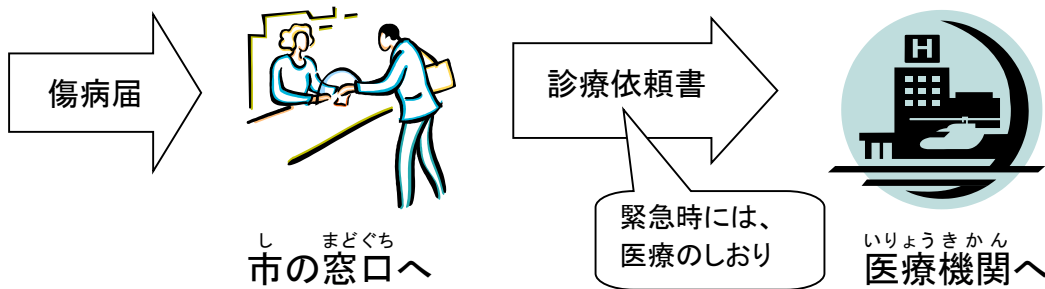 傷病届
診療依頼書
緊急時には、
医療のしおり
し まどぐち
市の窓口へ
いりょうきかん
医療機関へ
H